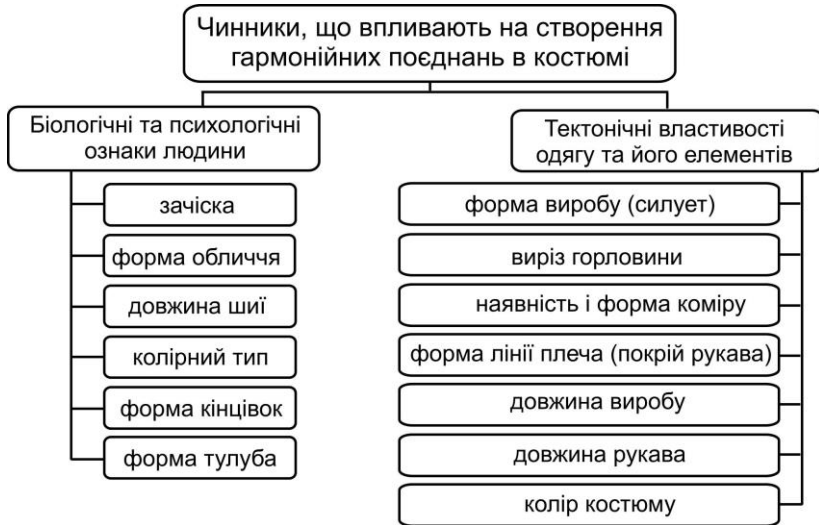 Чинники, що впливають на створення
гармонійних поєднань в костюмі
Біологічні та психологічні
ознаки людини
зачіска
форма обличчя
довжина шиї
колірний тип
форма кінцівок
форма тулуба
Тектонічні властивості
одягу та його елементів
форма виробу (силует)
виріз горловини
наявність і форма коміру
форма лінії плеча (покрій рукава)
довжина виробу
довжина рукава
колір костюму